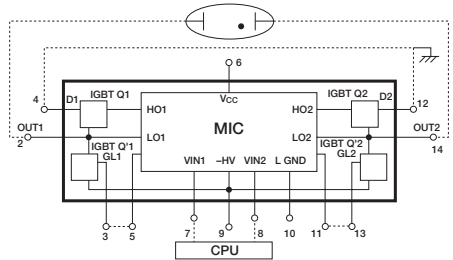 6
4
D1
IGBT Q1
VCC
IGBT Q2
D2
12
HO1
HO2
OUT1
MIC
OUT2
2
LO1
LO2
14
IGBT Q'1
GL1
IGBT Q'2
GL2
VIN1
–HV
VIN2
L GND
3
5
7
9
8
10
11
13
CPU